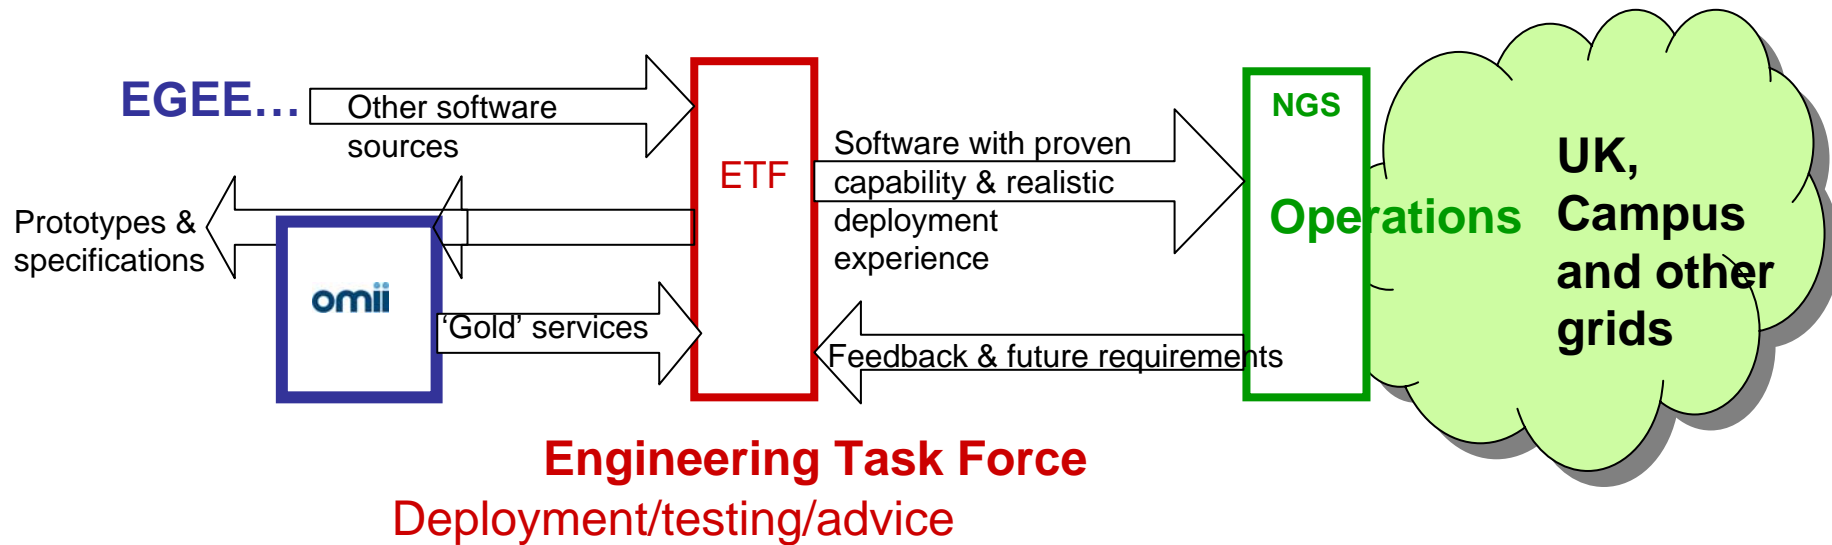 EGEE…
Other software
sources
Prototypes &
specifications
omii
‘Gold’ services
ETF
Software with proven
capability & realistic
deployment
experience
Feedback & future requirements
NGS
Operations
UK,
Campus
and other
grids
Engineering Task Force
Deployment/testing/advice